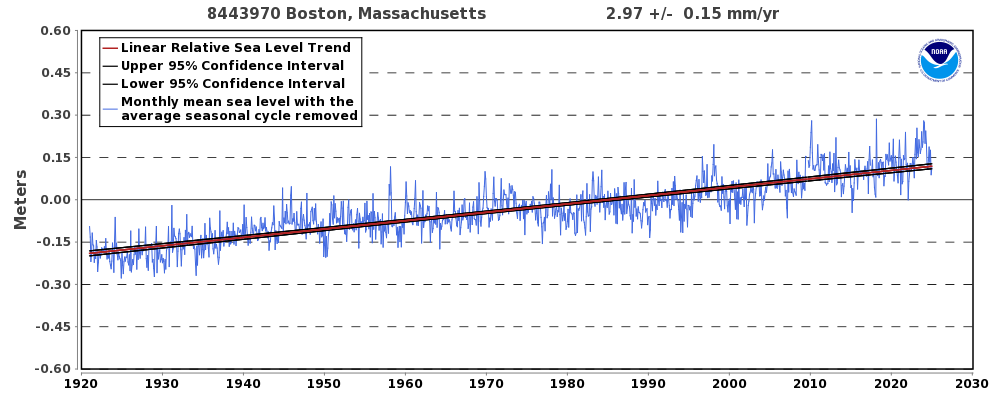 8443970 Boston, Massachusetts 2.97 +/- 0.15 mm/yr
0.60
0.45
0.30
0.15
0.00
-0.15
-0.30
-0.45
-0.60
Meters
Linear Relative Sea Level Trend
Upper 95% Confidence Interval
Lower 95% Confidence Interval
Monthly mean sea level with the
average seasonal cycle removed
NOAA
1920 1930 1940 1950 1960 1970 1980 1990 2000 2010 2020 2030